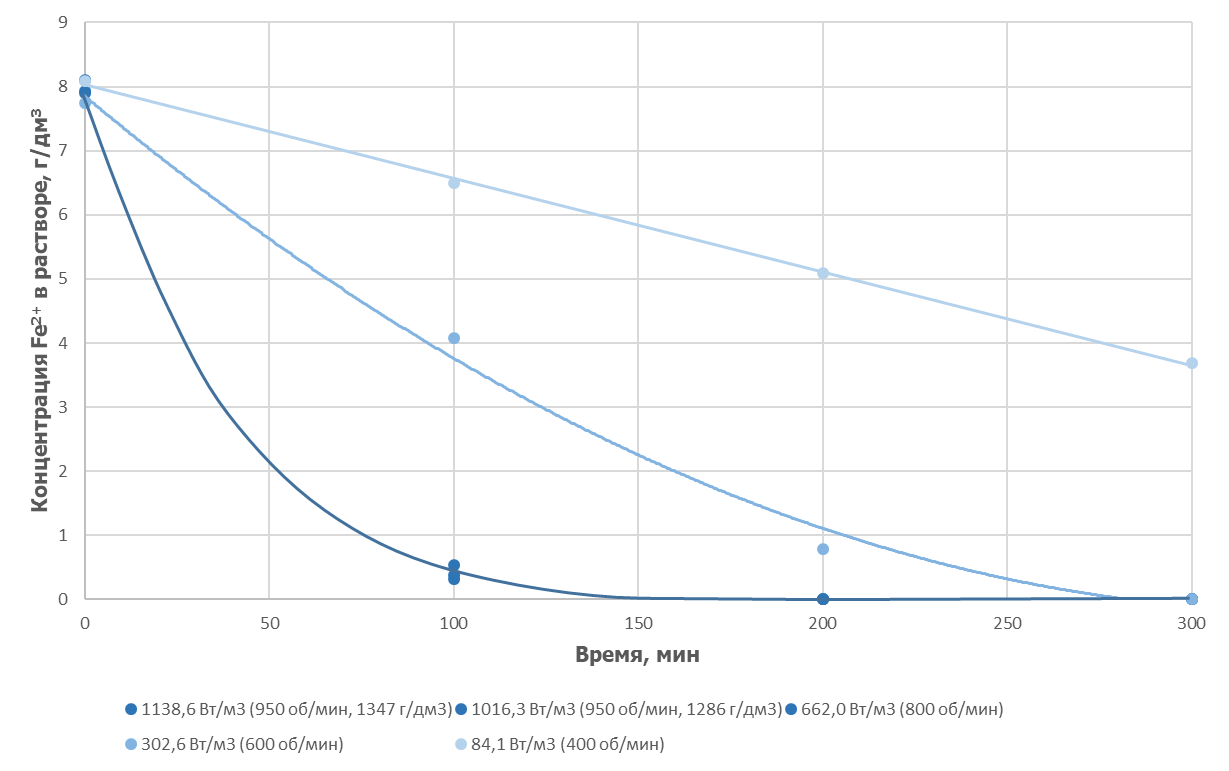 Концентрация Fe²⁺ в растворе, г/дм³
9
8
7
6
5
4
3
2
1
0
0 50 100 150 200 250 300
Время, мин
1138,6 Вт/м3 (950 об/мин, 1347 г/дм3) 1016,3 Вт/м3 (950 об/мин, 1286 г/дм3) 662,0 Вт/м3 (800 об/мин)
302,6 Вт/м3 (600 об/мин) 84,1 Вт/м3 (400 об/мин)